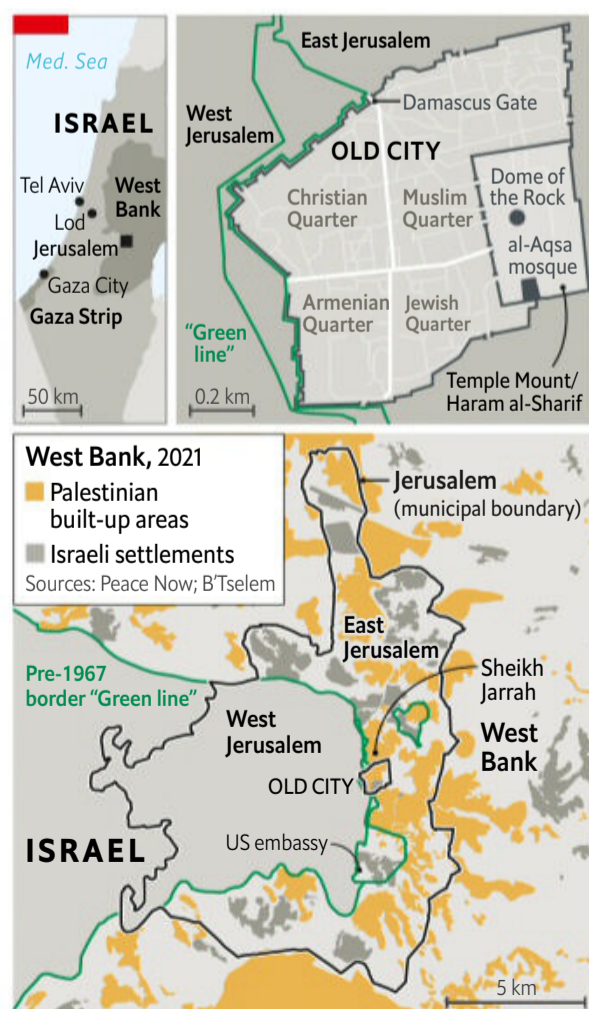 Med. Sea
ISRAEL
Tel Aviv
West
Bank
Lod
Jerusalem
Gaza City
Gaza Strip
50 km
East Jerusalem
West
Jerusalem
Damascus Gate
OLD CITY
Christian
Quarter
Muslim
Quarter
Dome of
the Rock
al-Aqsa
mosque
Armenian
Quarter
Jewish
Quarter
“Green
line”
0.2 km
Temple Mount/
Haram al-Sharif
West Bank, 2021
Palestinian
built-up areas
Israeli settlements
Sources: Peace Now; B’Tselem
Jerusalem
(municipal boundary)
East
Jerusalem
Sheikh
Jarrah
Pre-1967
border “Green line”
West
Jerusalem
West
Bank
OLD CITY
ISRAEL
US embassy
5 km